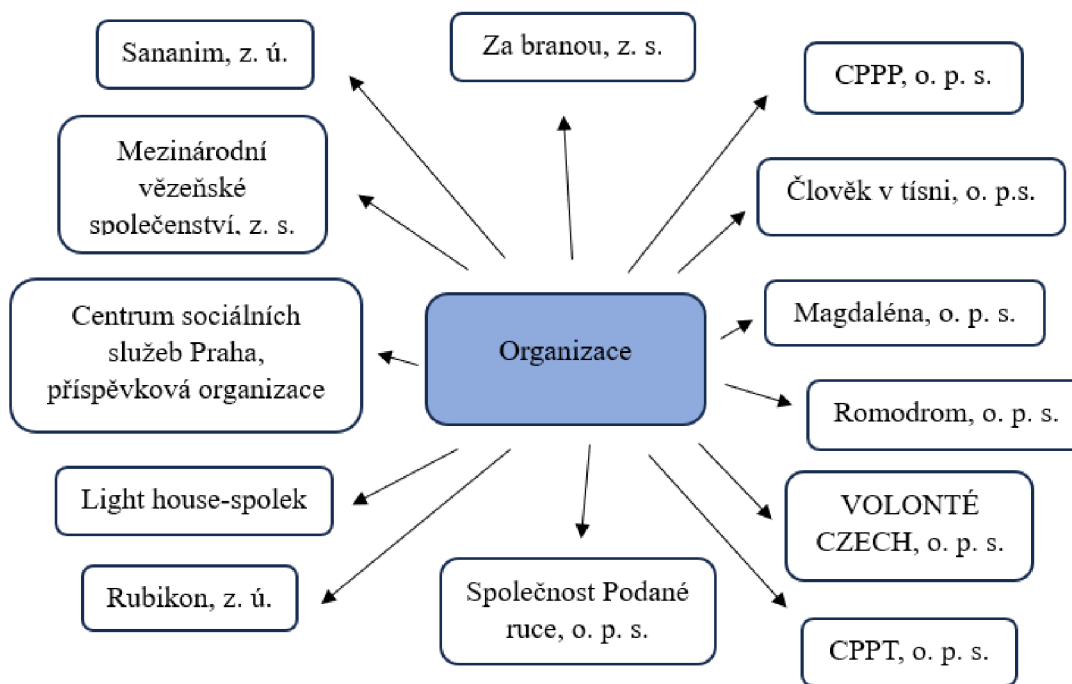 Sananim, z. ú.
Za branou, z. s.
CPPP, o. p. s.
Mezinárodní
vězeňské
společenství, z. s.
Člověk v tísni, o. p.s.
Centrum sociálních
služeb Praha,
příspěvková organizace
Organizace
Magdaléna, o. p. s.
Romodrom, o. p. s.
Light house-spolek
VOLONTÉ
CZECH, o. p. s.
Rubikon, z. ú.
Společnost Podané
ruce, o. p. s.
CPPT, o. p. s.